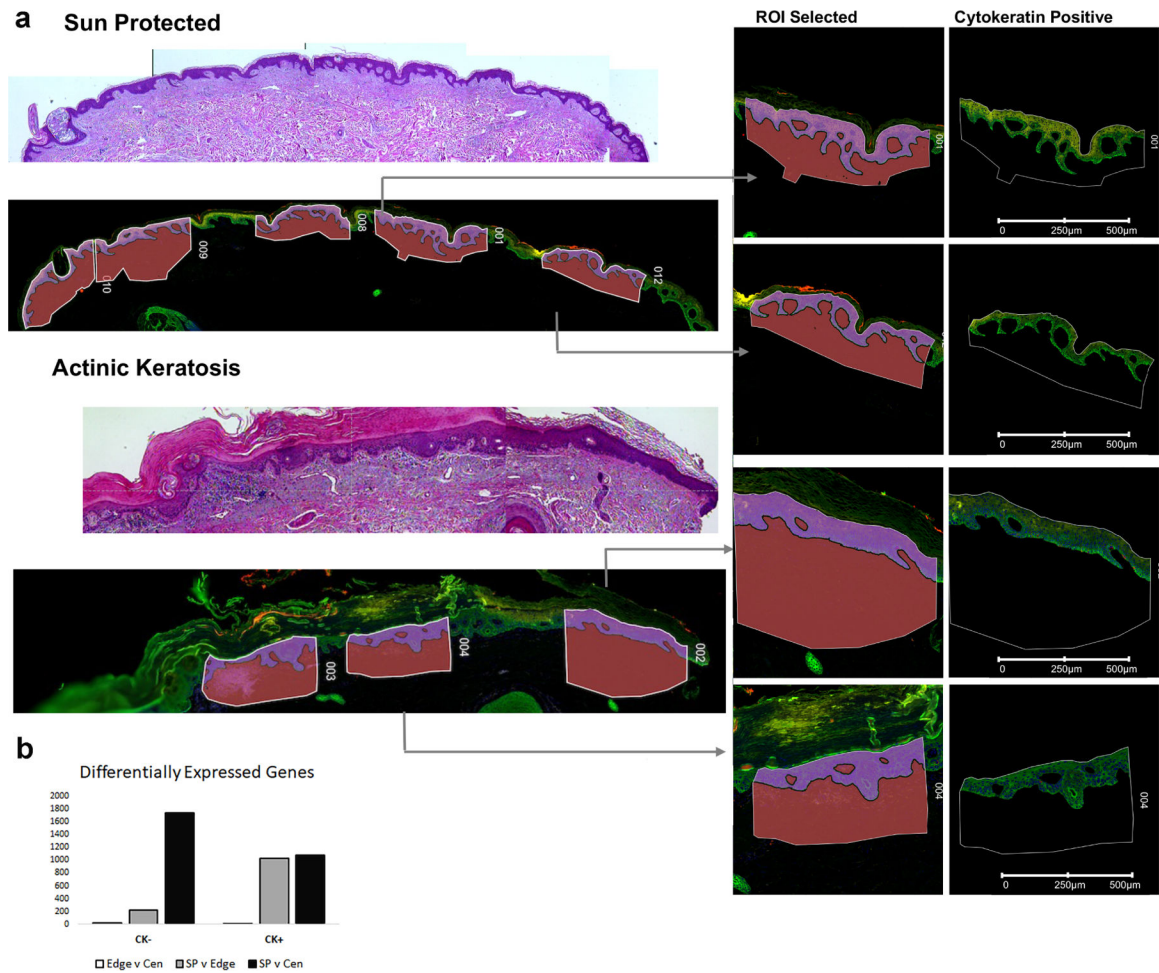 a
Sun Protected
ROI Selected
Cytokeratin Positive
001
001
0 250µm 500µm
010
009
008
001
012
0 250µm 500µm
Actinic Keratosis
0 250µm 500µm
003
004
002
004
004
0 250µm 500µm
b
Differentially Expressed Genes
2000
1800
1600
1400
1200
1000
800
600
400
200
0
CK-
CK+
Edge v Cen
SP v Edge
SP v Cen